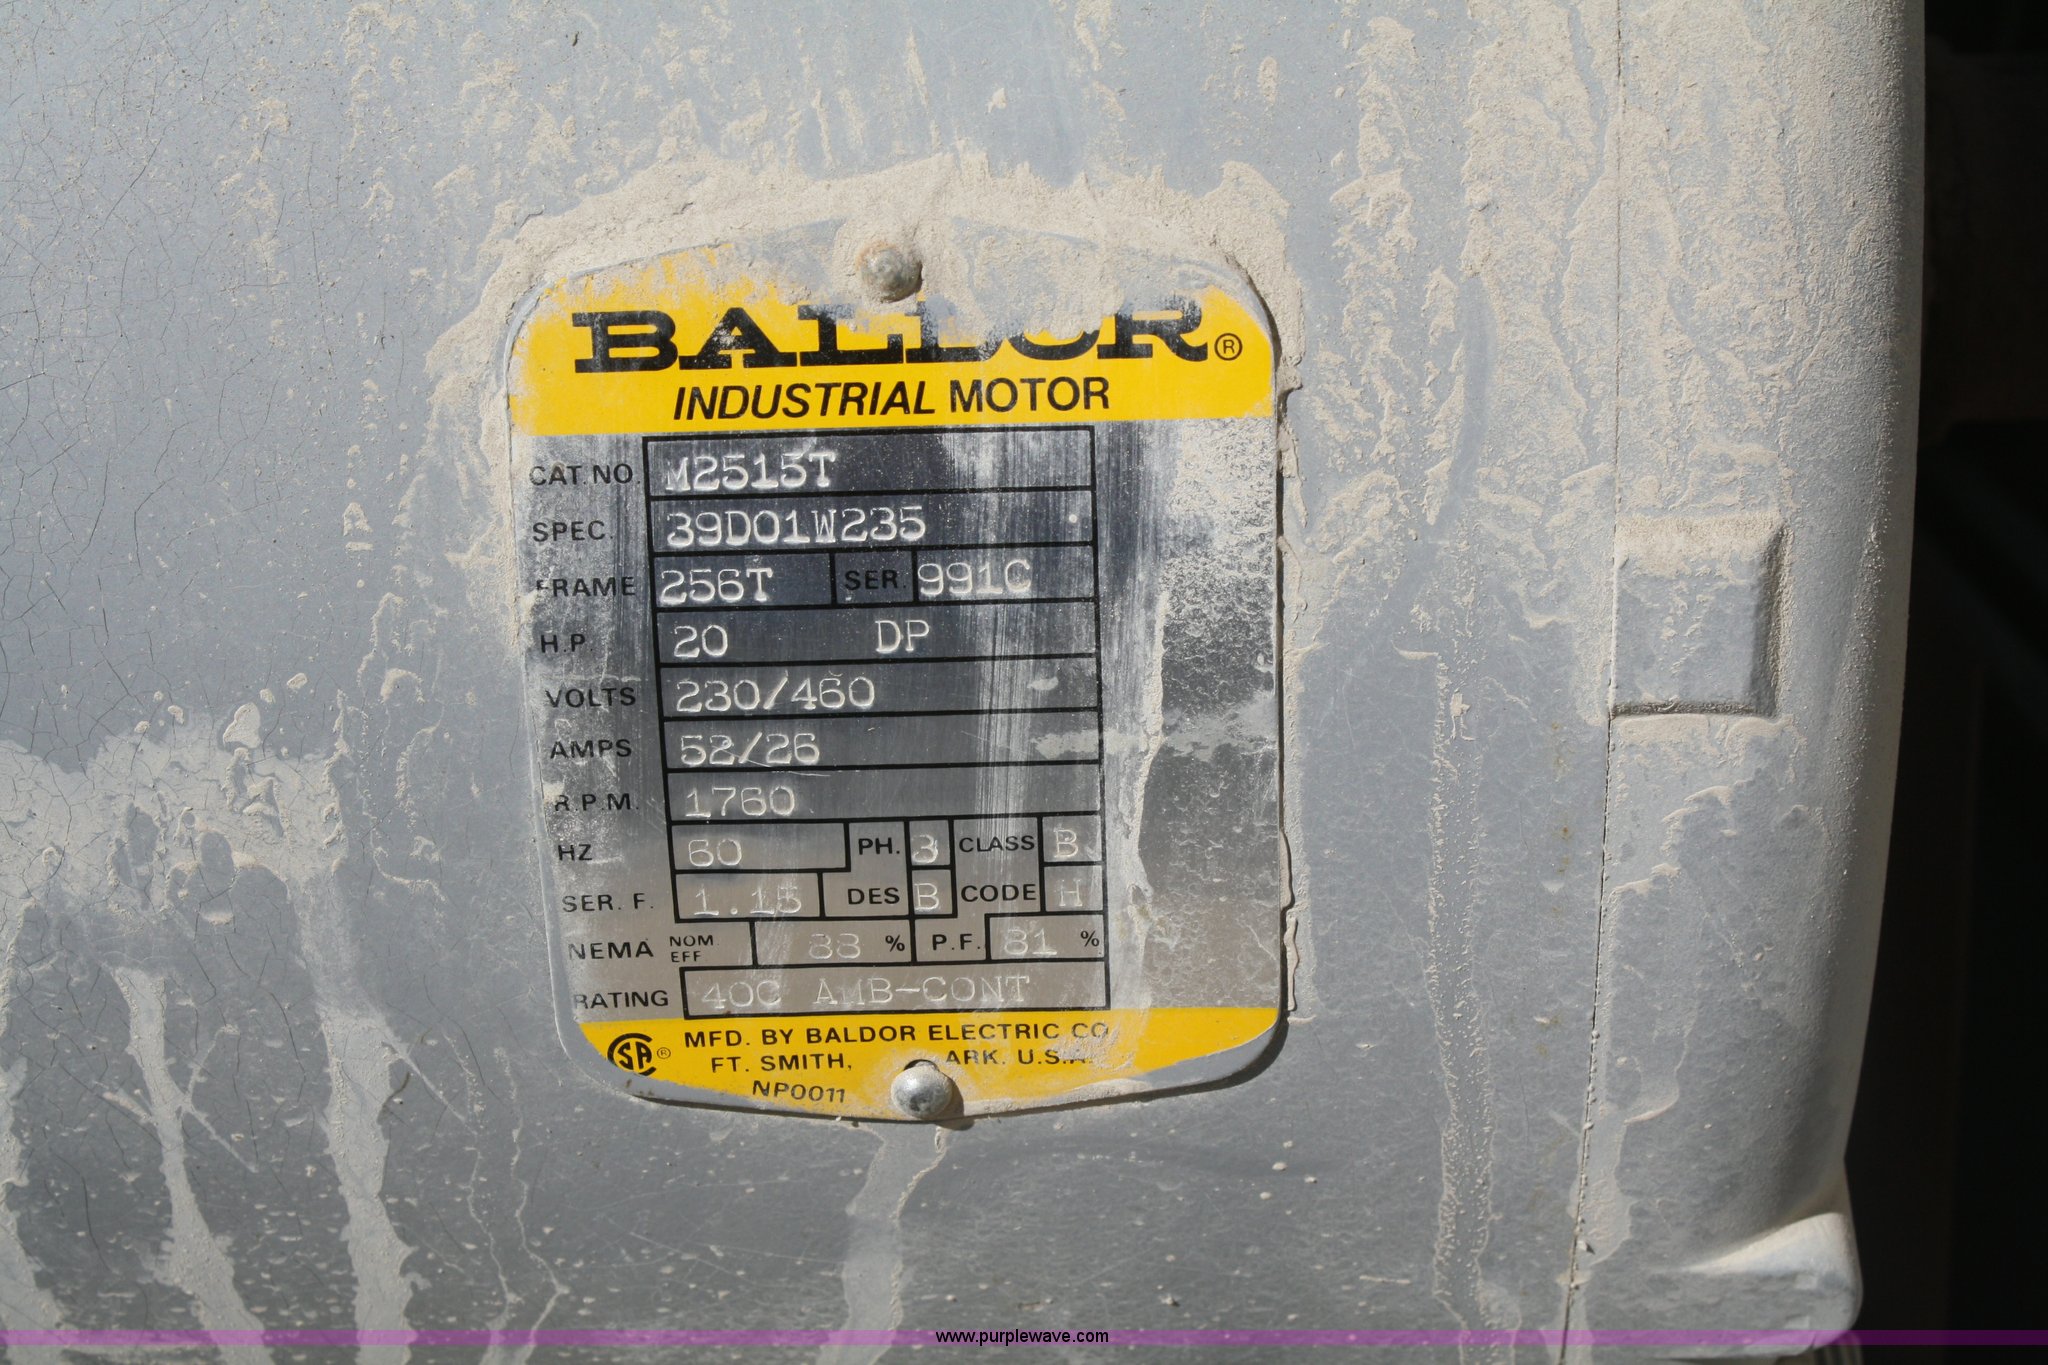 BALDOR®
INDUSTRIAL MOTOR
CAT. NO. M2515T
SPEC 39D01W235
FRAME 256T SER. 991C
H.P. 20 DP
VOLTS 230/460
AMPS 52/26
R.P.M. 1760
HZ 60 PH. 3 CLASS B
SER. F. 1.15 DES B CODE H
NEMA NOM. EFF 88 % P.F. 81 %
RATING 40C AMB-CONT
SA® MFD. BY BALDOR ELECTRIC CO
FT. SMITH, ARK. U.S.A.
NP0011
www.purplewave.com